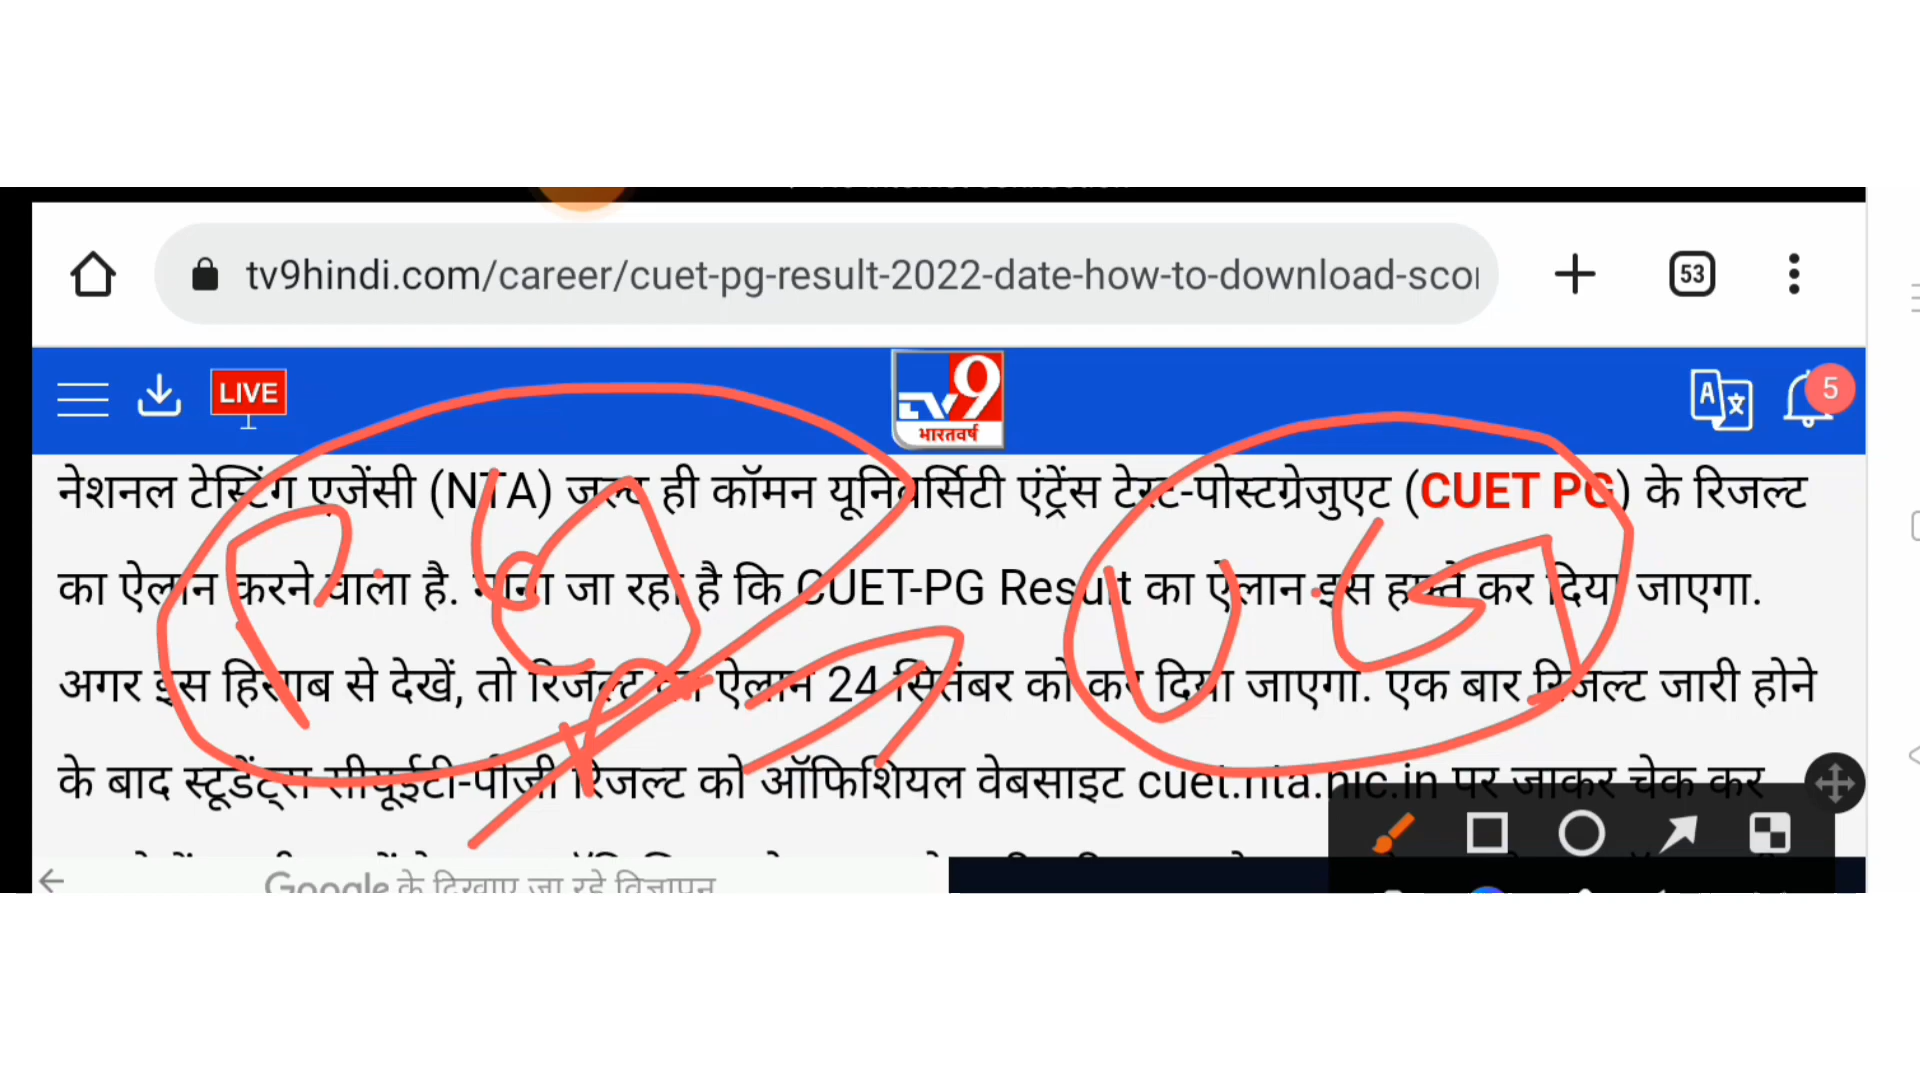 tv9hindi.com/career/cuet-pg-result-2022-date-how-to-download-scor
53
LIVE
TV9
भारतवर्ष
5
नेशनल टेस्टिंग एजेंसी (NTA) जल्द ही कॉमन यूनिवर्सिटी एंट्रेंस टेस्ट-पोस्टग्रेजुएट (CUET PG) के रिजल्ट
का ऐलान करने वाला है. माना जा रहा है कि CUET-PG Result का ऐलान इस हफ्ते कर दिया जाएगा.
अगर इस हिसाब से देखें, तो रिजल्ट का ऐलान 24 सितंबर को कर दिया जाएगा. एक बार रिजल्ट जारी होने
के बाद स्टूडेंट्स सीयूईटी-पीजी रिजल्ट को ऑफिशियल वेबसाइट cuet.nta.nic.in पर जाकर चेक कर
Google के दिखाए जा रहे विज्ञापन
P.G
U.G